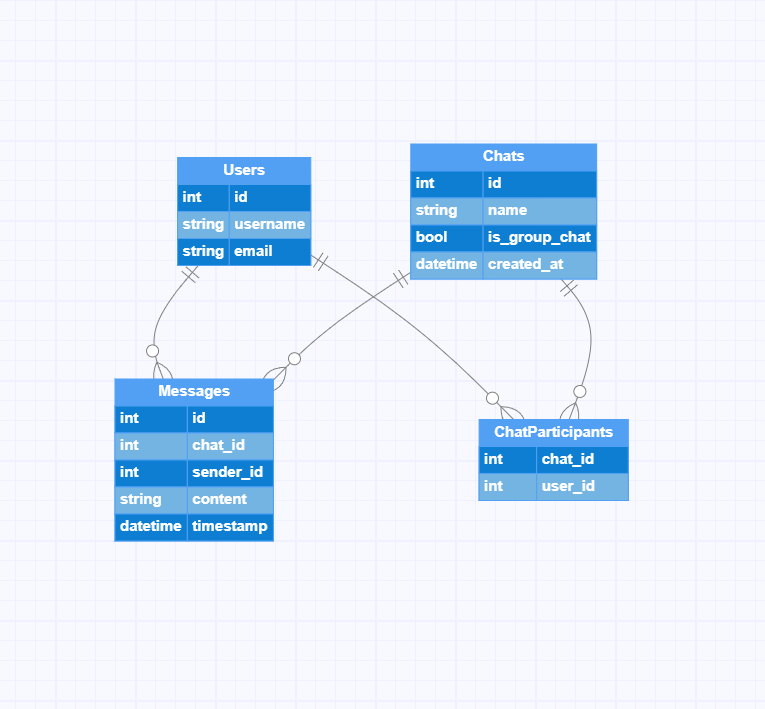 Users
int id
string username
string email
Chats
int id
string name
bool is_group_chat
datetime created_at
Messages
int id
int chat_id
int sender_id
string content
datetime timestamp
ChatParticipants
int chat_id
int user_id